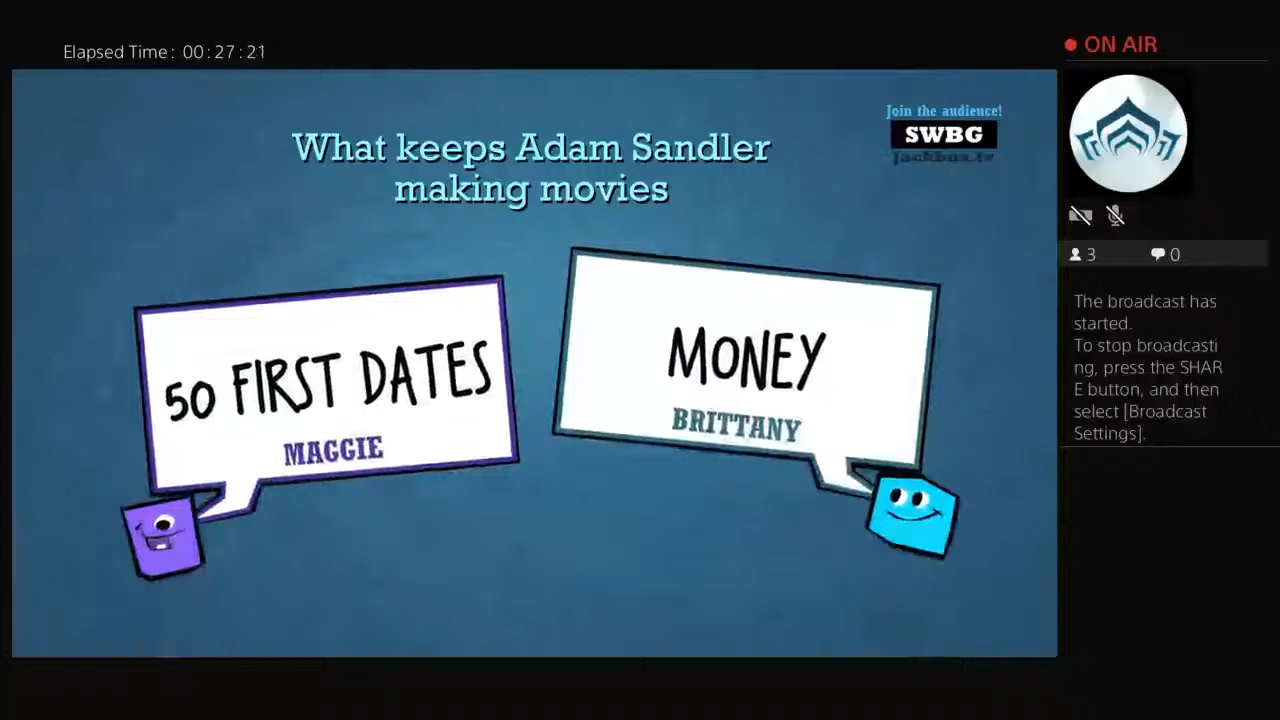 Elapsed Time: 00:27:21
ON AIR
Join the audience!
SWBG
jackbox.tv
What keeps Adam Sandler
making movies
50 FIRST DATES
MAGGIE
MONEY
BRITTANY
3
0
The broadcast has
started.
To stop broadcasti
ng, press the SHAR
E button, and then
select [Broadcast
Settings].